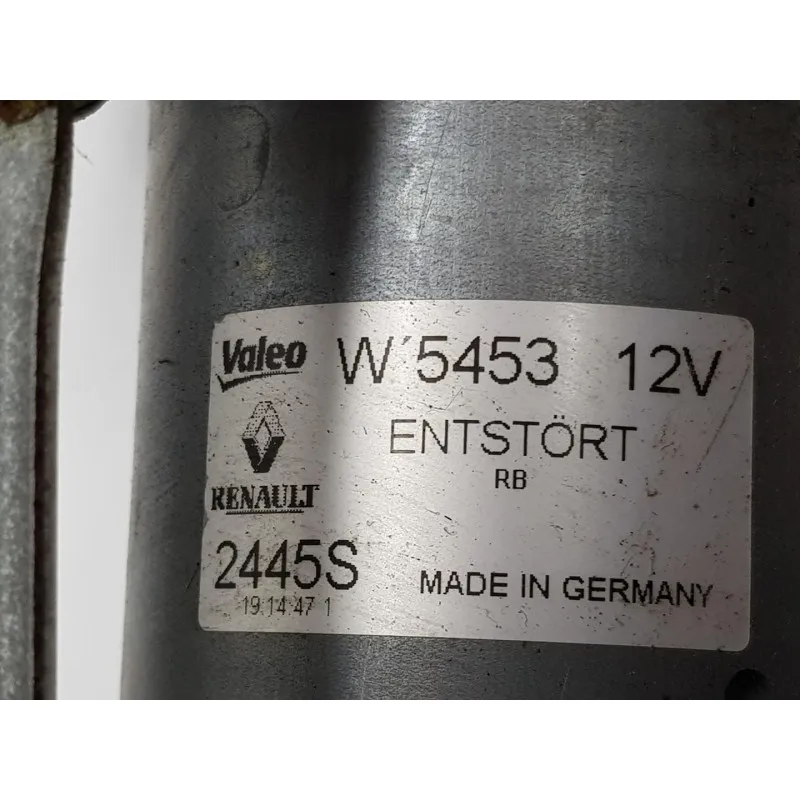 Valeo W´5453 12V
ENTSTÖRT
RB
RENAULT
2445S MADE IN GERMANY
19.14:47 1